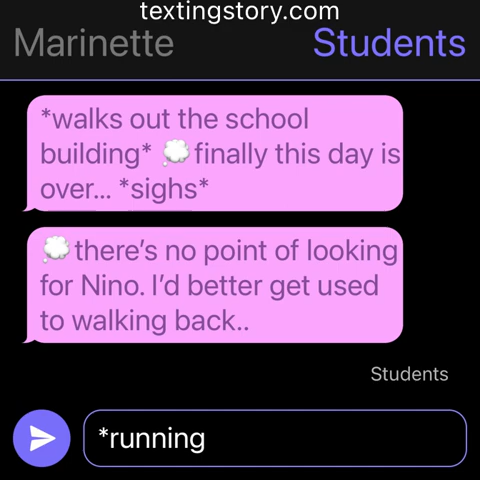 textingstory.com
Marinette Students
*walks out the school
building* 💭finally this day is
over... *sighs*
💭there's no point of looking
for Nino. I'd better get used
to walking back..
Students
*running